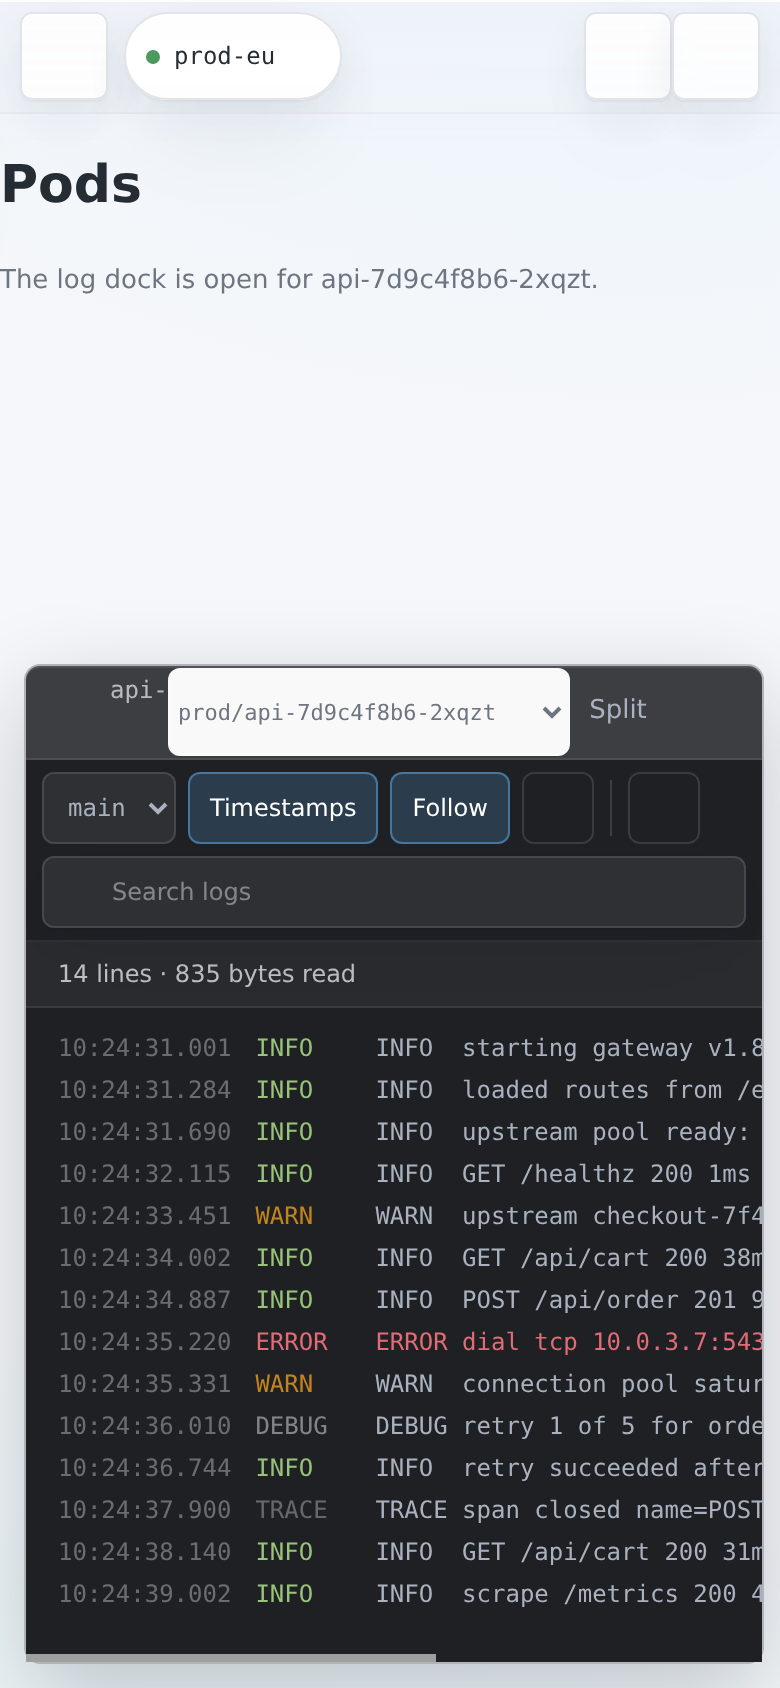 prod-eu
Pods
The log dock is open for api-7d9c4f8b6-2xqzt.
api- prod/api-7d9c4f8b6-2xqzt Split
main Timestamps Follow
Search logs
14 lines · 835 bytes read
10:24:31.001 INFO INFO starting gateway v1.8
10:24:31.284 INFO INFO loaded routes from /e
10:24:31.690 INFO INFO upstream pool ready:
10:24:32.115 INFO INFO GET /healthz 200 1ms
10:24:33.451 WARN WARN upstream checkout-7f4
10:24:34.002 INFO INFO GET /api/cart 200 38m
10:24:34.887 INFO INFO POST /api/order 201 9
10:24:35.220 ERROR ERROR dial tcp 10.0.3.7:543
10:24:35.331 WARN WARN connection pool satur
10:24:36.010 DEBUG DEBUG retry 1 of 5 for orde
10:24:36.744 INFO INFO retry succeeded after
10:24:37.900 TRACE TRACE span closed name=POST
10:24:38.140 INFO INFO GET /api/cart 200 31m
10:24:39.002 INFO INFO scrape /metrics 200 4